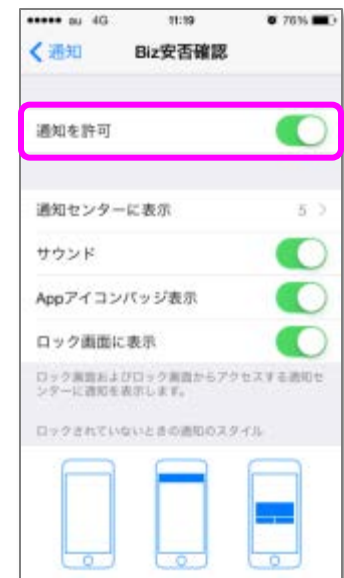 au 4G 11:19 76%
通知 Biz安否確認
通知を許可
通知センターに表示 5
サウンド
Appアイコンバッジ表示
ロック画面に表示
ロック画面およびロック画面からアクセスする通知セ
ンターに通知を表示します。
ロックされていないときの通知のスタイル